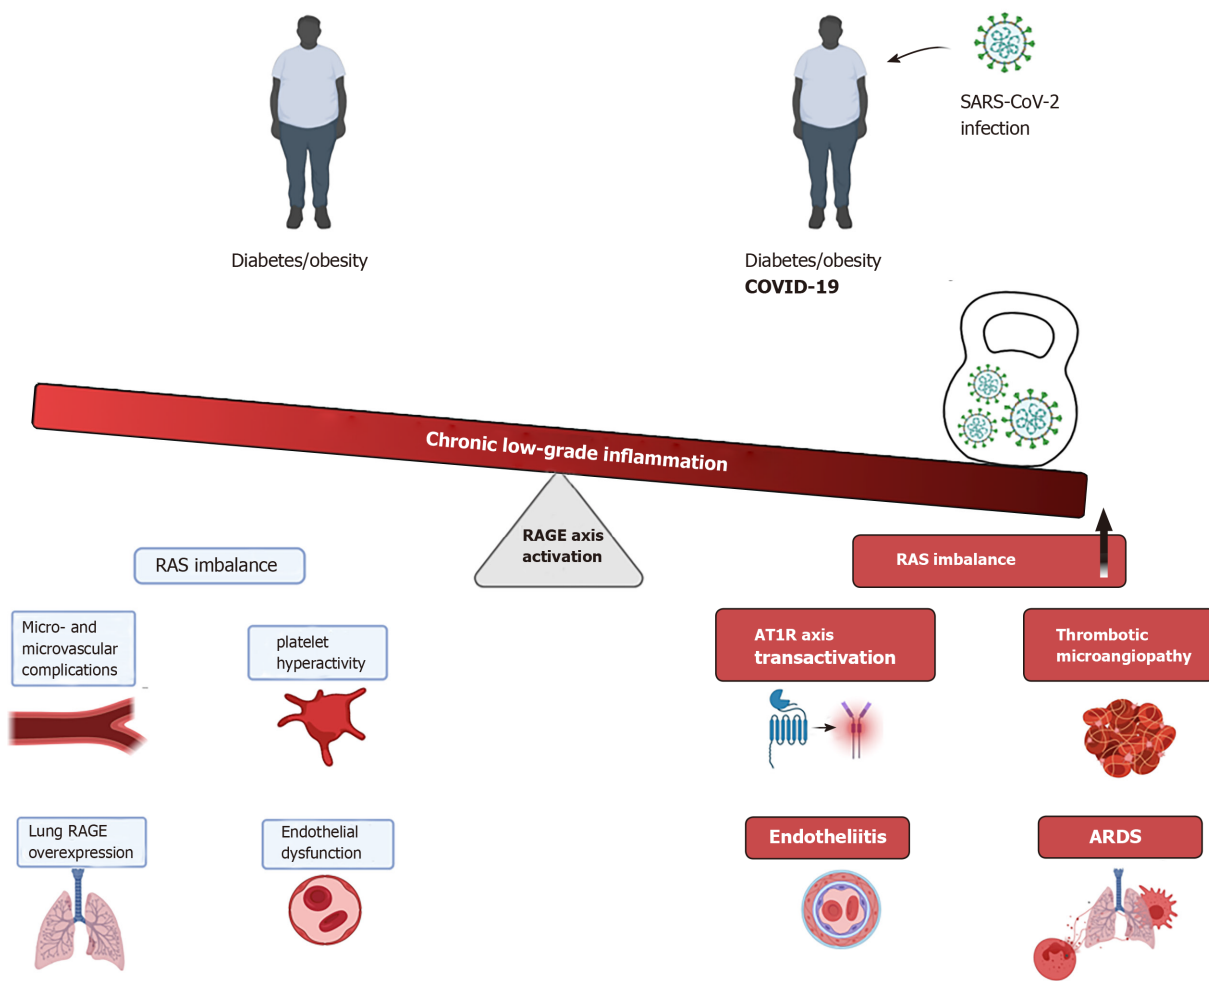 SARS-CoV-2
infection
Diabetes/obesity
Diabetes/obesity
COVID-19
Chronic low-grade inflammation
RAGE axis
activation
RAS imbalance
RAS imbalance
Micro- and
microvascular
complications
platelet
hyperactivity
AT1R axis
transactivation
Thrombotic
microangiopathy
Lung RAGE
overexpression
Endothelial
dysfunction
Endotheliitis
ARDS